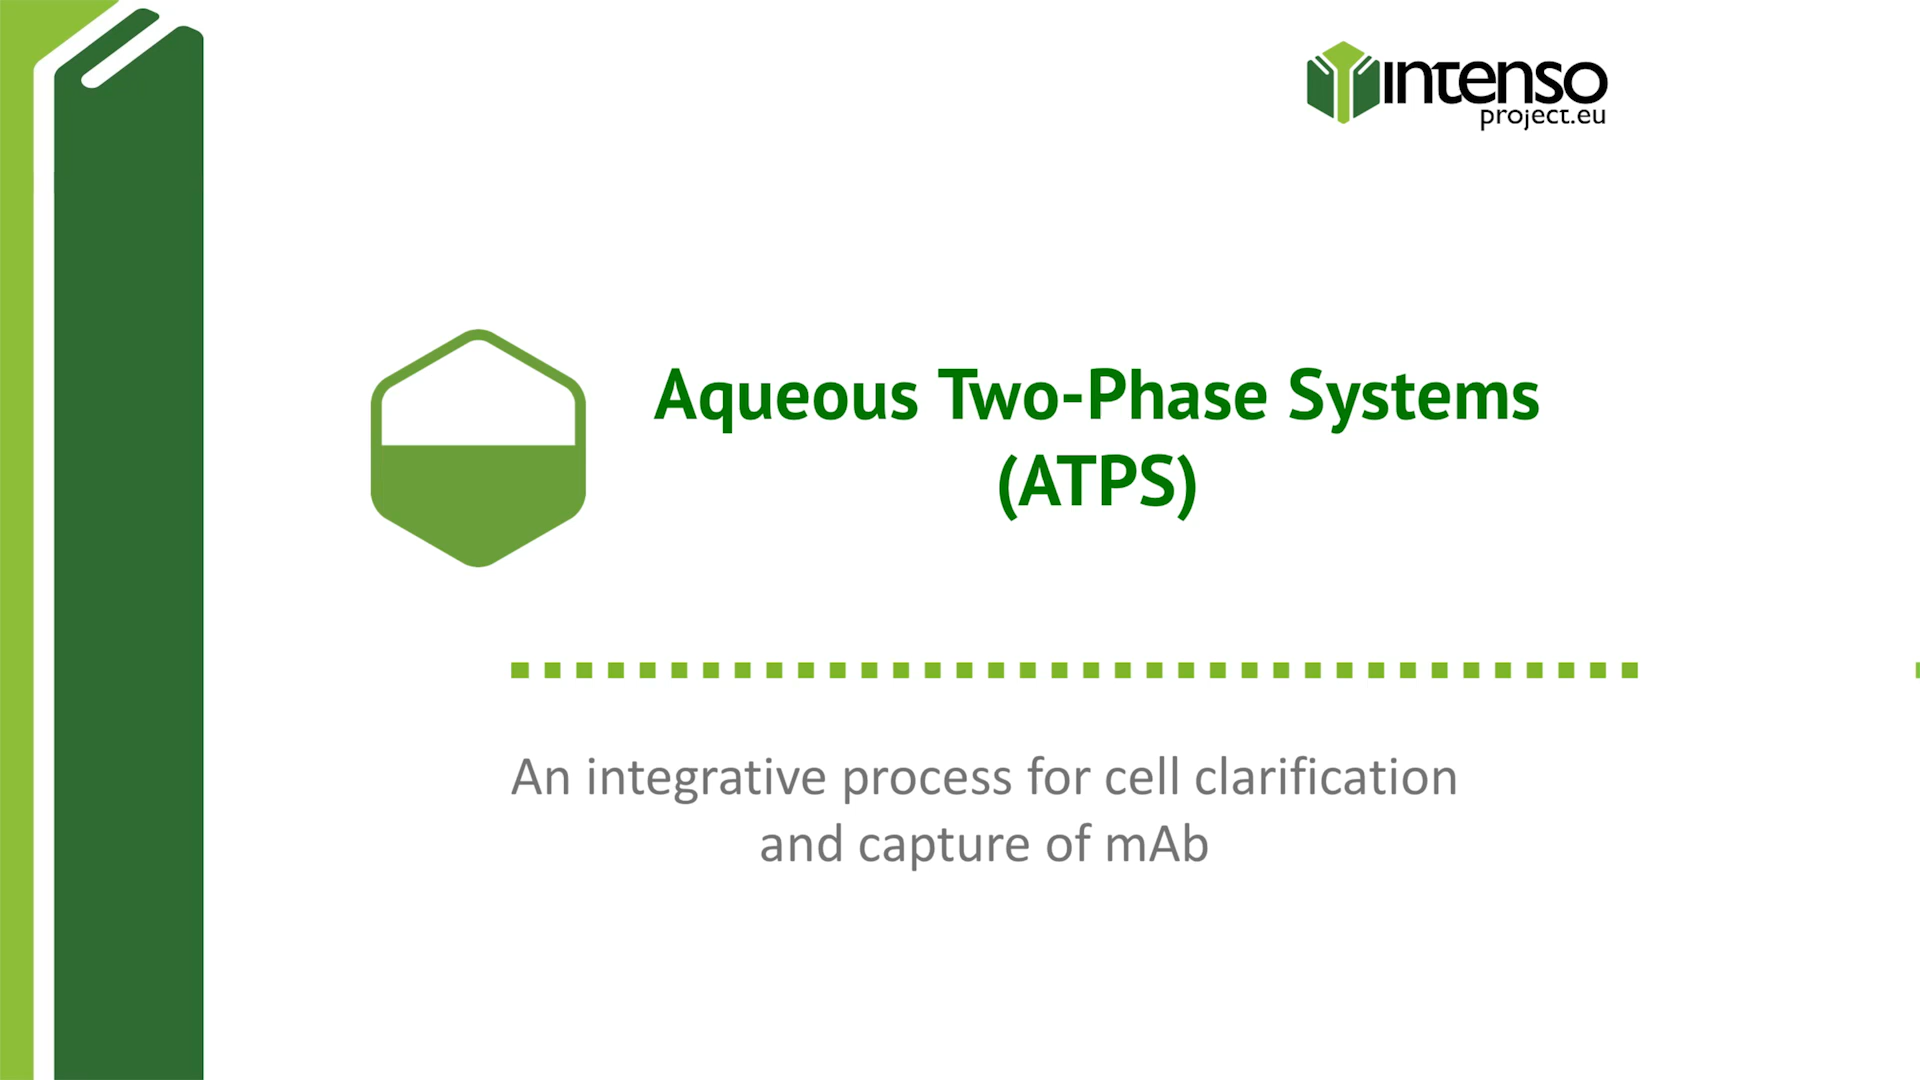 intenso
project.eu
Aqueous Two-Phase Systems
(ATPS)
An integrative process for cell clarification
and capture of mAb